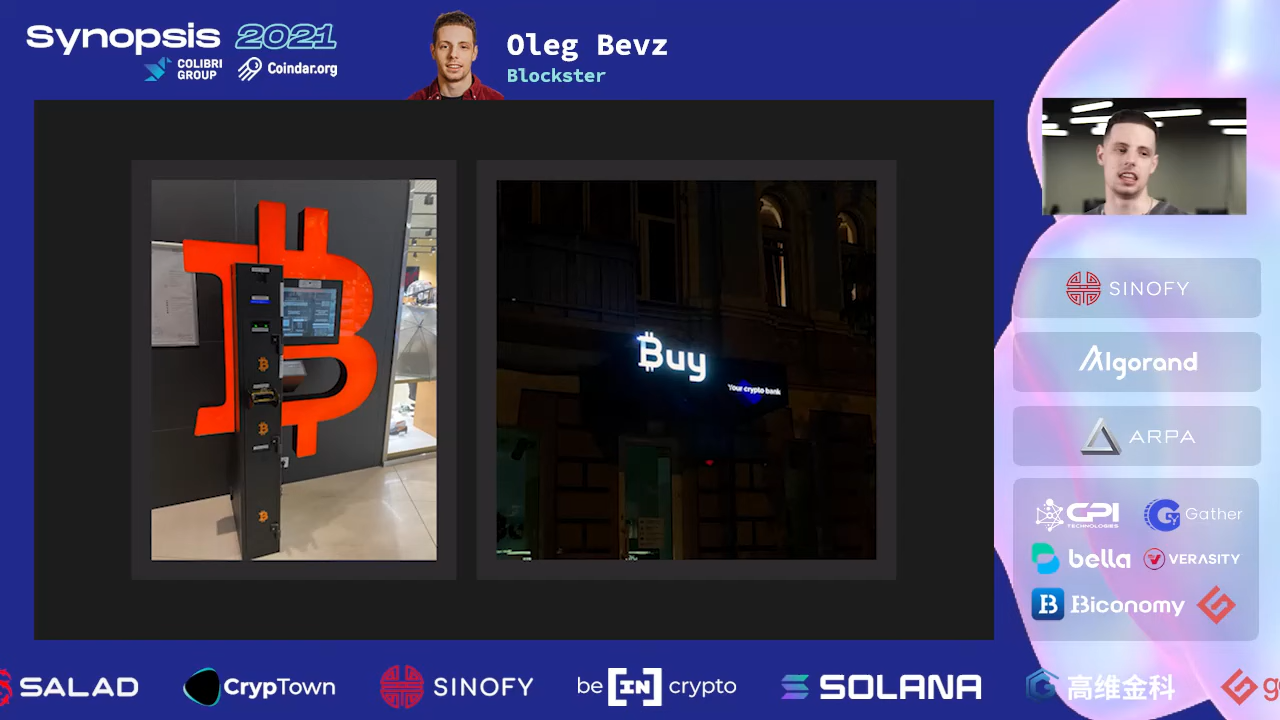 Synopsis 2021
COLIBRI GROUP
Coindar.org
Oleg Bevz
Blockster
Buy
Your crypto bank
SINOFY
Algorand
ARPA
CPI TECHNOLOGIES
Gather
bella
VERASITY
Biconomy
SALAD
CrypTown
SINOFY
be [IN] crypto
SOLANA
高维金科